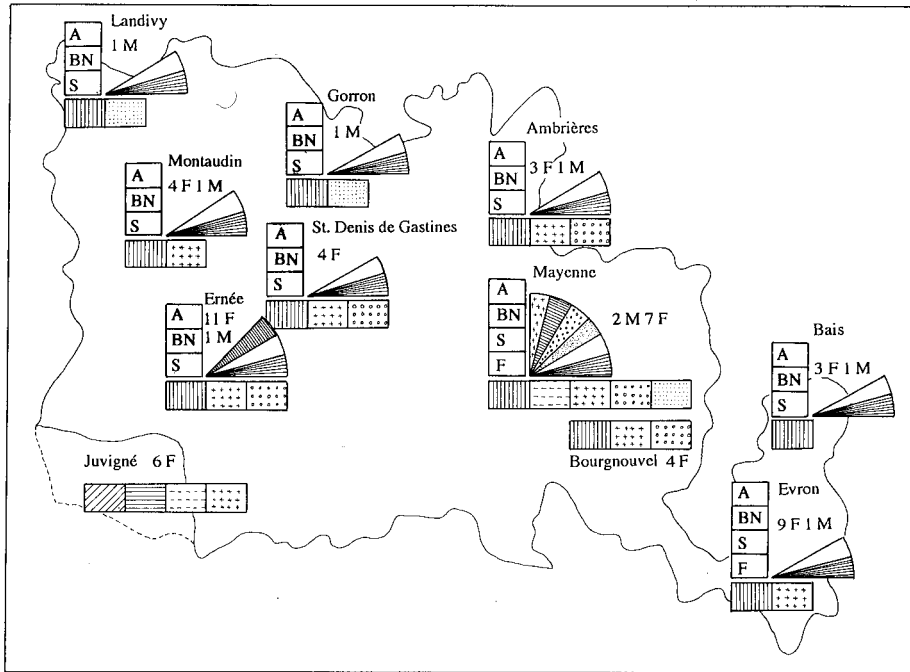 Landivy
1 M
A
BN
S
Gorron
1 M
A
BN
S
Ambrières
3 F 1 M
A
BN
S
Montaudin
4 F 1 M
A
BN
S
St. Denis de Gastines
4 F
A
BN
S
Ernée
11 F
1 M
A
BN
S
Mayenne
2 M 7 F
A
BN
S
F
Bais
3 F 1 M
A
BN
S
Bourgnouvel 4 F
Juvigné 6 F
Evron
9 F 1 M
A
BN
S
F